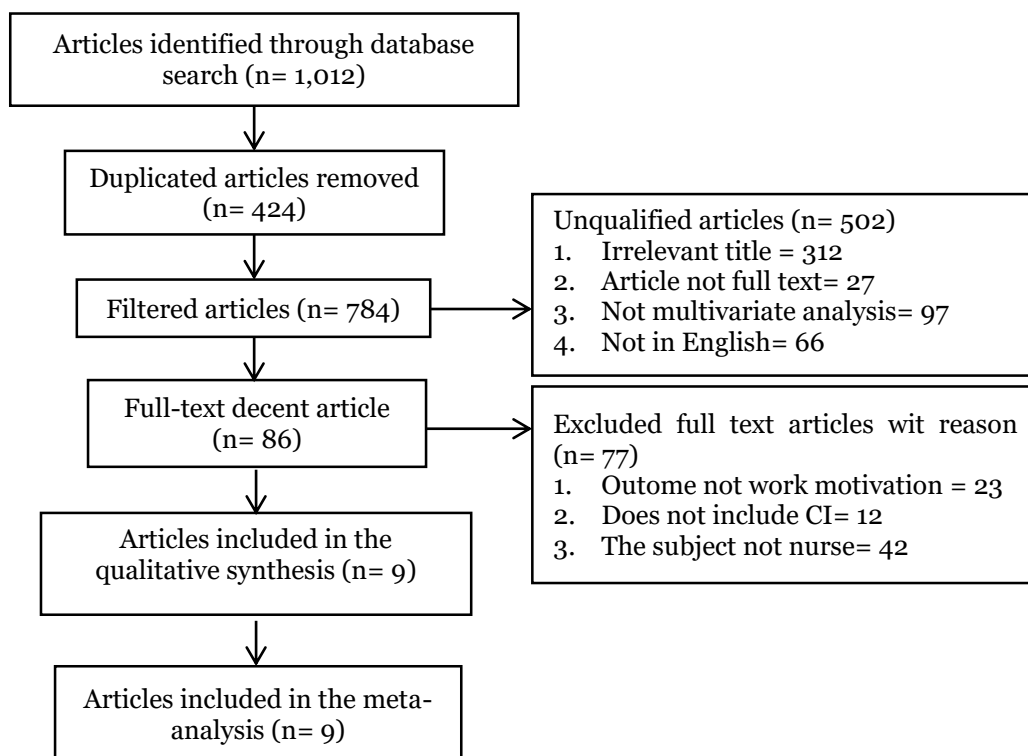 Articles identified through database
search (n= 1,012)
Duplicated articles removed
(n= 424)
Filtered articles (n= 784)
Unqualified articles (n= 502)
1. Irrelevant title = 312
2. Article not full text= 27
3. Not multivariate analysis= 97
4. Not in English= 66
Full-text decent article
(n= 86)
Excluded full text articles wit reason
(n= 77)
1. Outome not work motivation = 23
2. Does not include CI= 12
3. The subject not nurse= 42
Articles included in the
qualitative synthesis (n= 9)
Articles included in the meta-
analysis (n= 9)